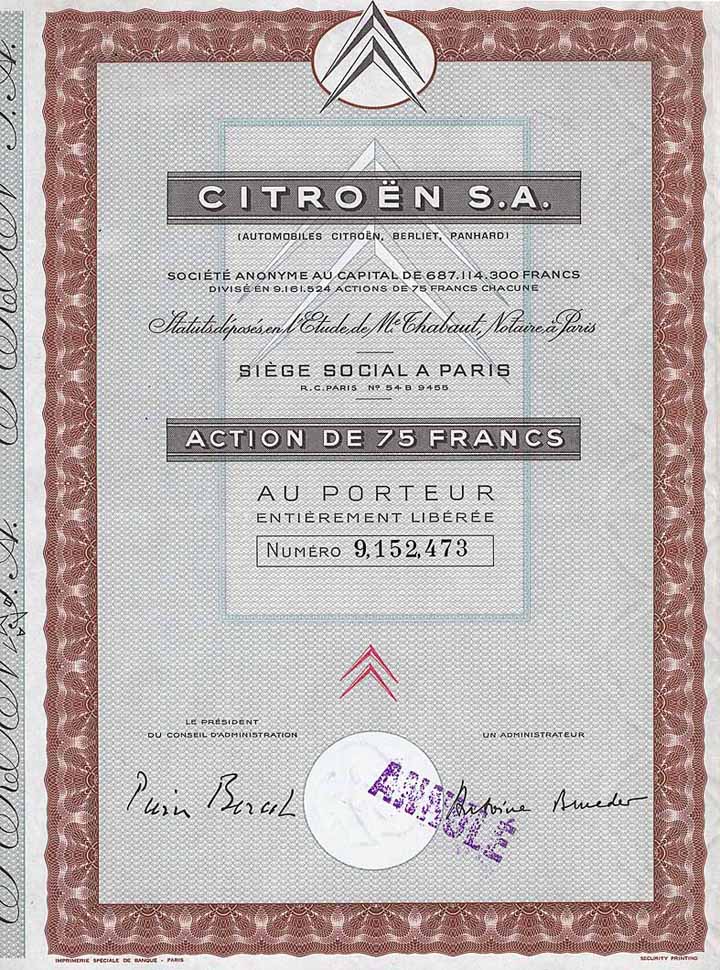 CITROËN S.A.
(AUTOMOBILES CITROËN, BERLIET, PANHARD)
SOCIÉTÉ ANONYME AU CAPITAL DE 687.114.300 FRANCS
DIVISÉ EN 9.161.524 ACTIONS DE 75 FRANCS CHACUNE
Statuts déposés en l'Etude de Me Thabaut, Notaire à Paris
SIÈGE SOCIAL A PARIS
R.C. PARIS Nº 54 B 9455
ACTION DE 75 FRANCS
AU PORTEUR
ENTIÈREMENT LIBÉRÉE
NUMÉRO 9,152,473
LE PRÉSIDENT
DU CONSEIL D'ADMINISTRATION
UN ADMINISTRATEUR
ANNULÉ
IMPRIMERIE SPÉCIALE DE BANQUE - PARIS
SECURITY PRINTING